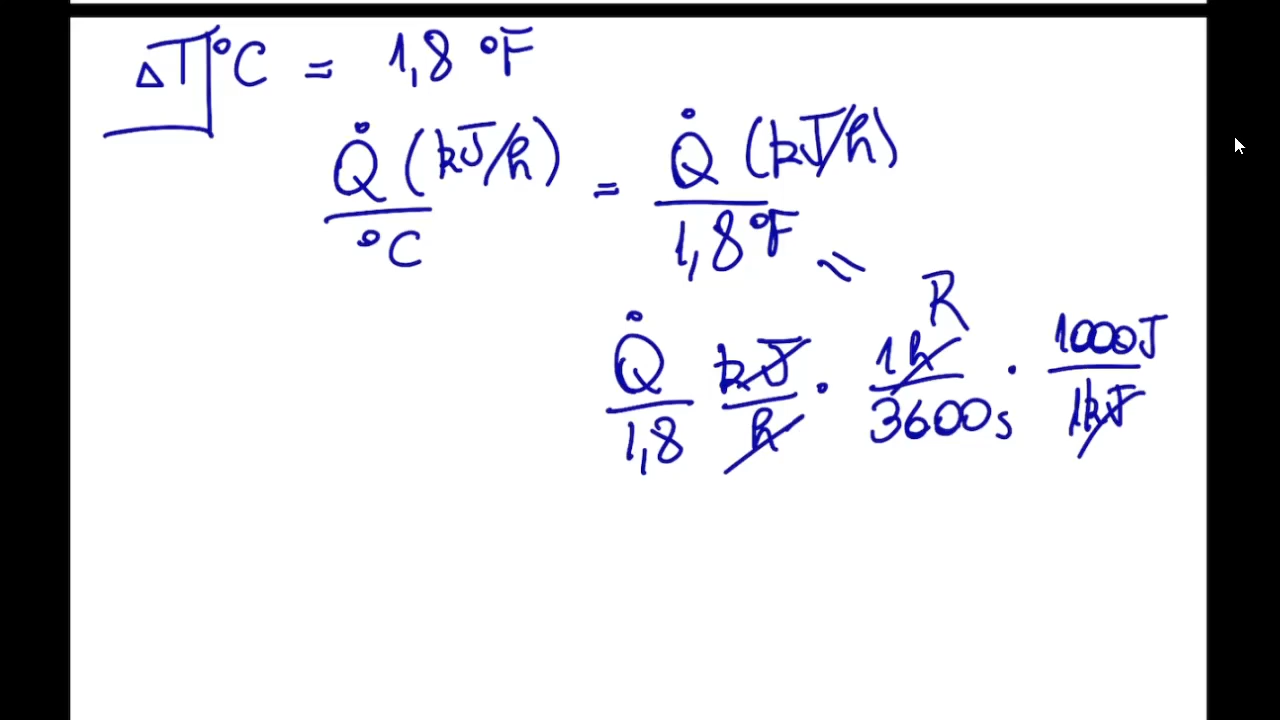 ΔT °C = 1,8 °F
Q̇ (kJ/h) / °C = Q̇ (kJ/h) / 1,8 °F =
Q̇ / 1,8 kJ / h · 1 h / 3600 s · 1000 J / 1 kJ
R